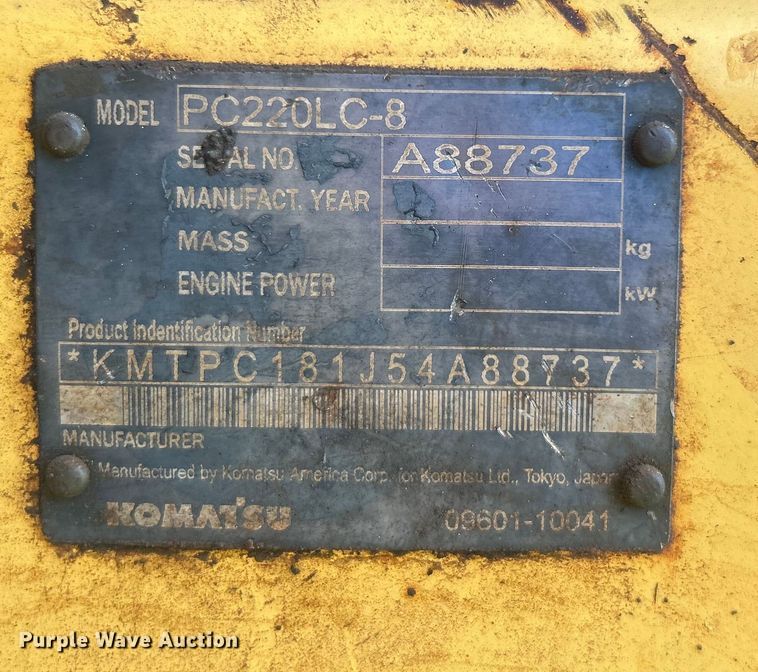 MODEL PC220LC-8
SERIAL NO. A88737
MANUFACT. YEAR
MASS kg
ENGINE POWER kW
Product Indentification Number
*KMTPC181J54A88737*
MANUFACTURER
Manufactured by Komatsu America Corp. for Komatsu Ltd., Tokyo, Japan
KOMATSU 09601-10041
Purple Wave Auction